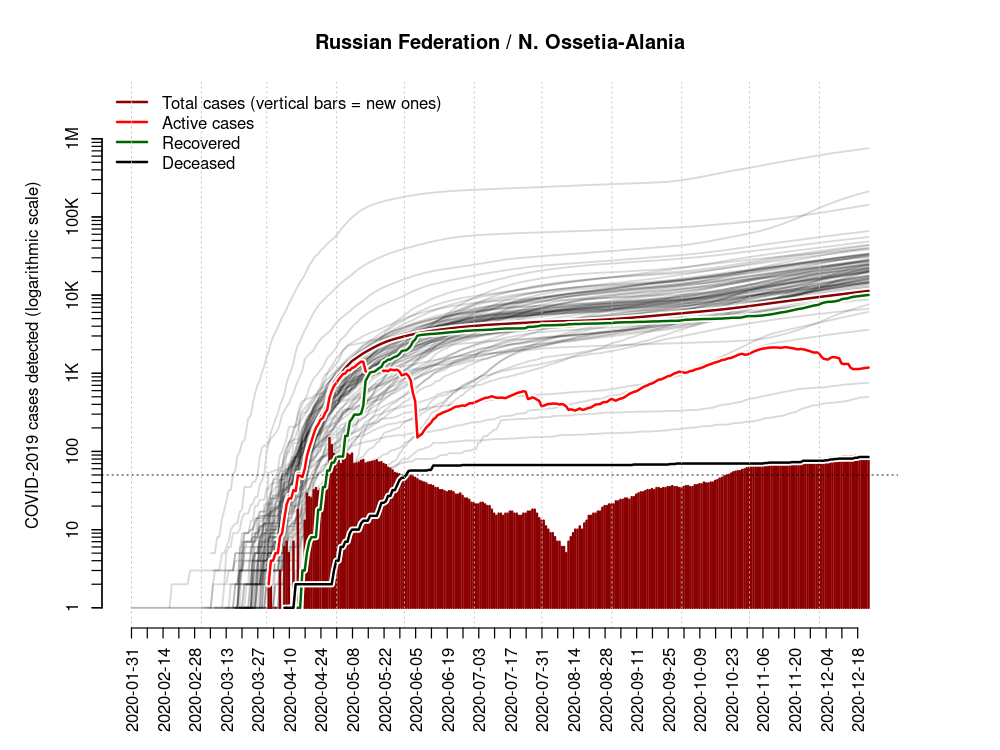 Russian Federation / N. Ossetia-Alania
Total cases (vertical bars = new ones)
Active cases
Recovered
Deceased
COVID-2019 cases detected (logarithmic scale)
1M
100K
10K
1K
100
10
1
2020-01-31
2020-02-14
2020-02-28
2020-03-13
2020-03-27
2020-04-10
2020-04-24
2020-05-08
2020-05-22
2020-06-05
2020-06-19
2020-07-03
2020-07-17
2020-07-31
2020-08-14
2020-08-28
2020-09-11
2020-09-25
2020-10-09
2020-10-23
2020-11-06
2020-11-20
2020-12-04
2020-12-18